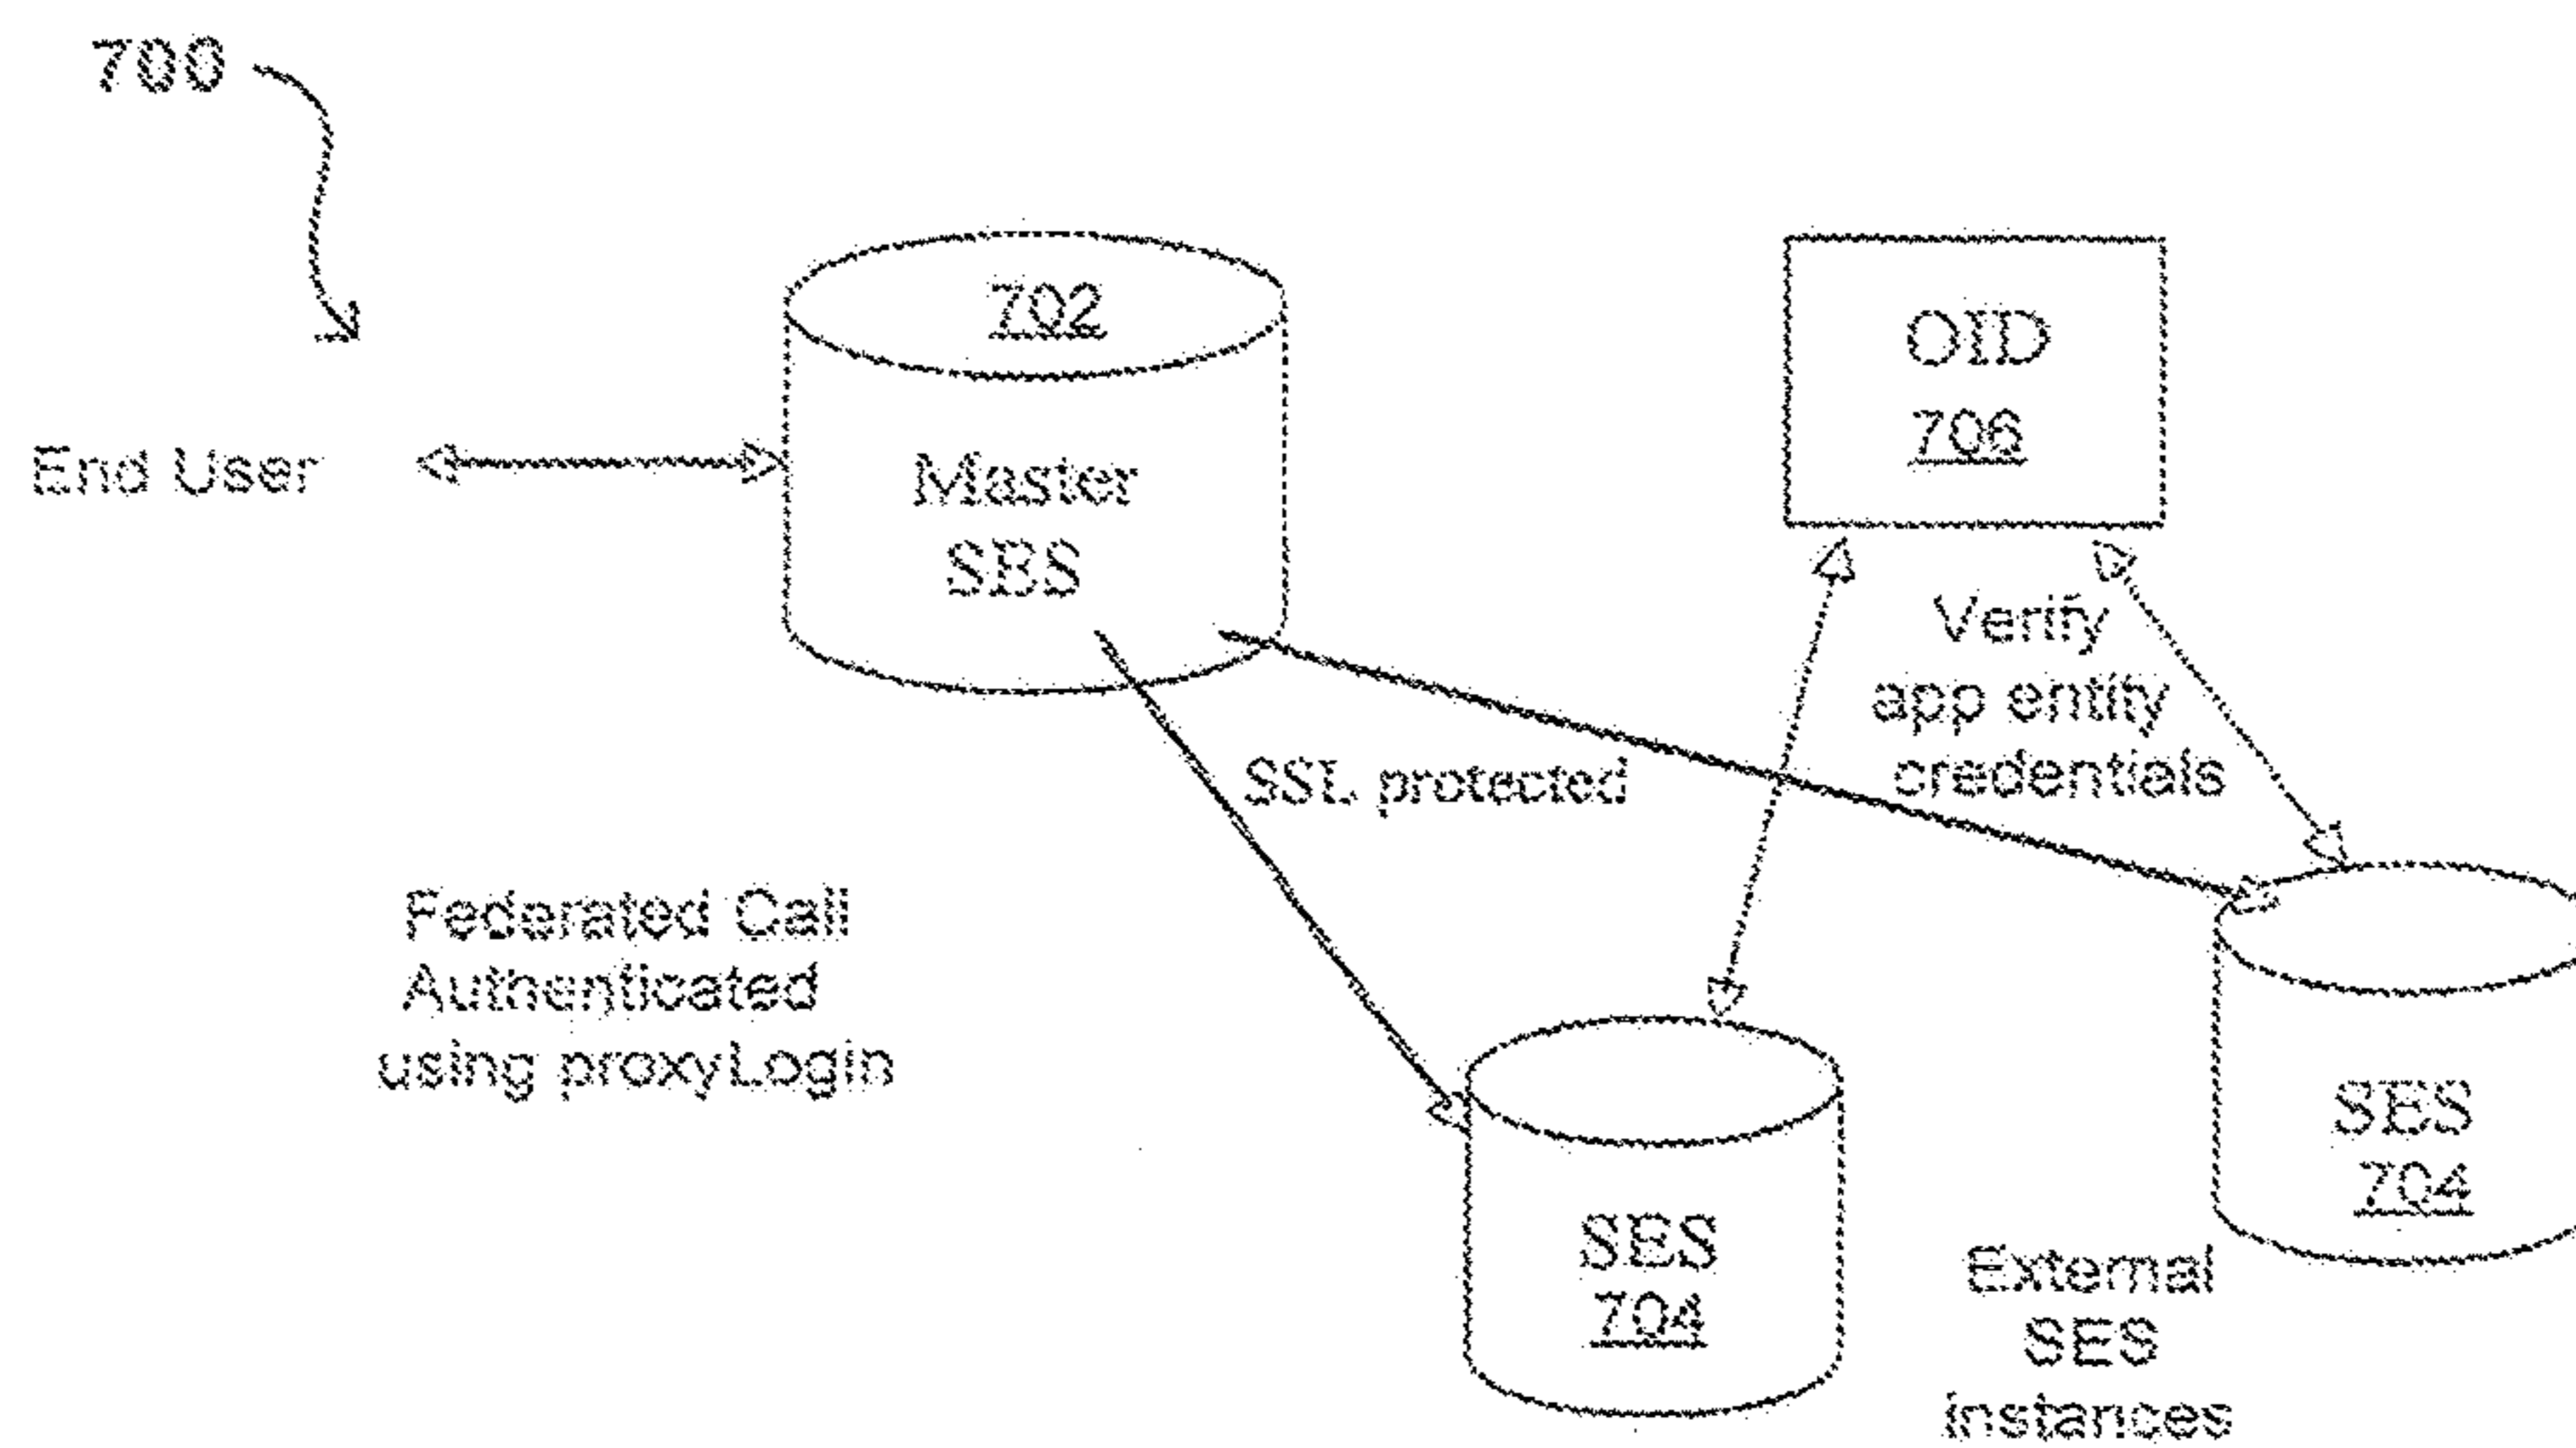 700
End User
702
Master
SES
OID
706
Verify
app entity
credentials
SSL protected
Federated Call
Authenticated
using proxyLogin
SES
704
SES
704
External
SES
instances